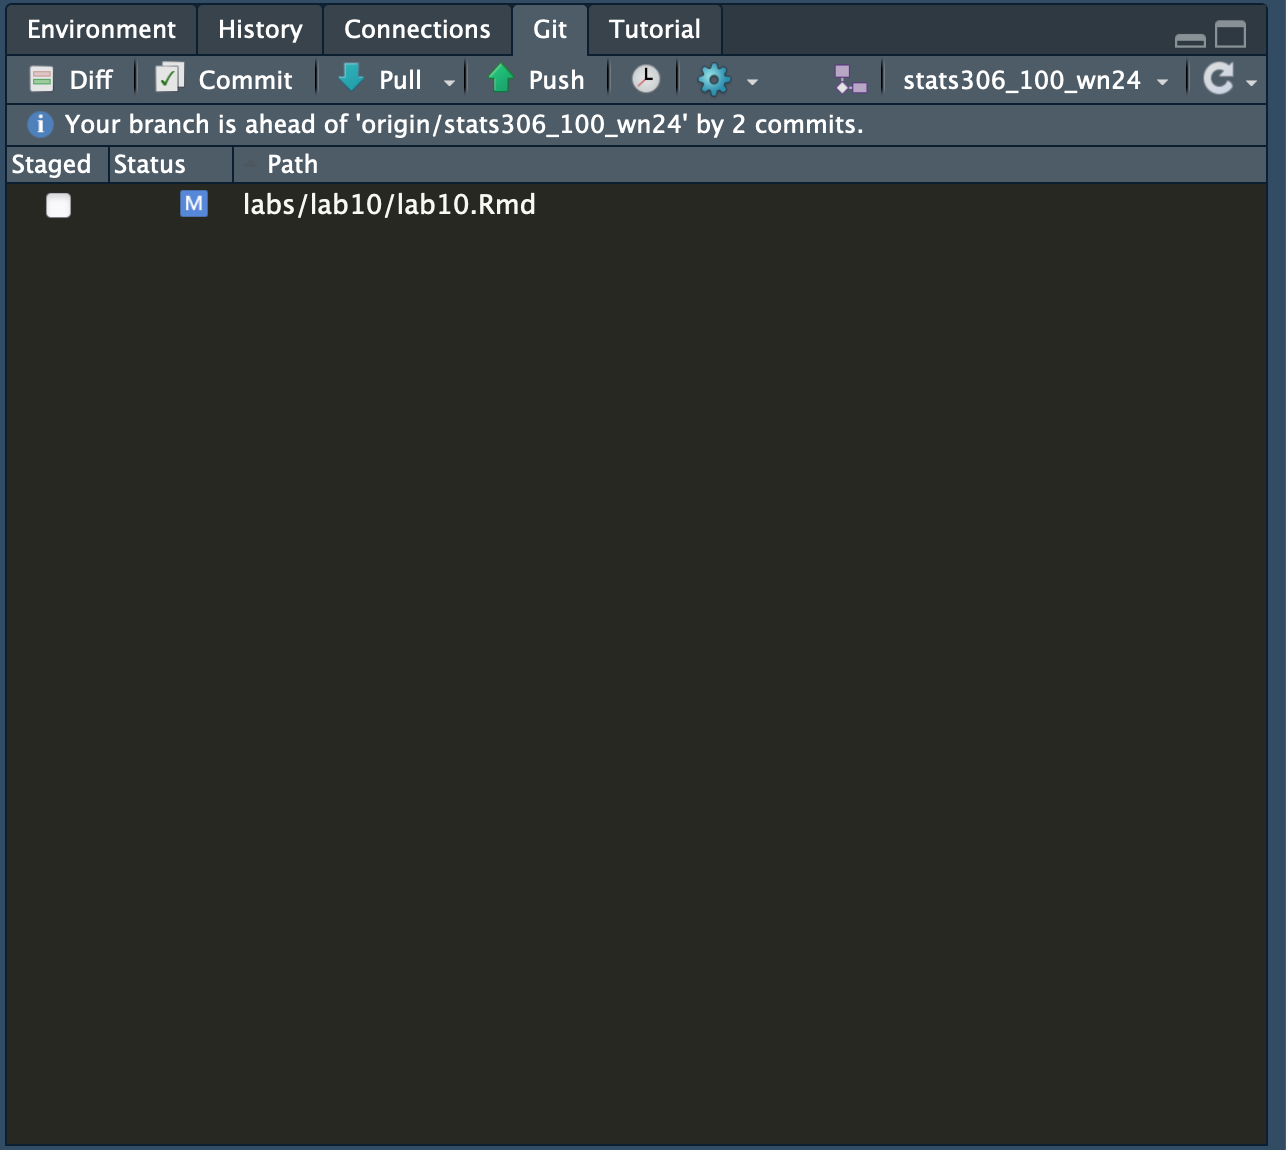 Environment History Connections Git Tutorial
Diff Commit Pull Push stats306_100_wn24
i Your branch is ahead of 'origin/stats306_100_wn24' by 2 commits.
Staged Status Path
M labs/lab10/lab10.Rmd